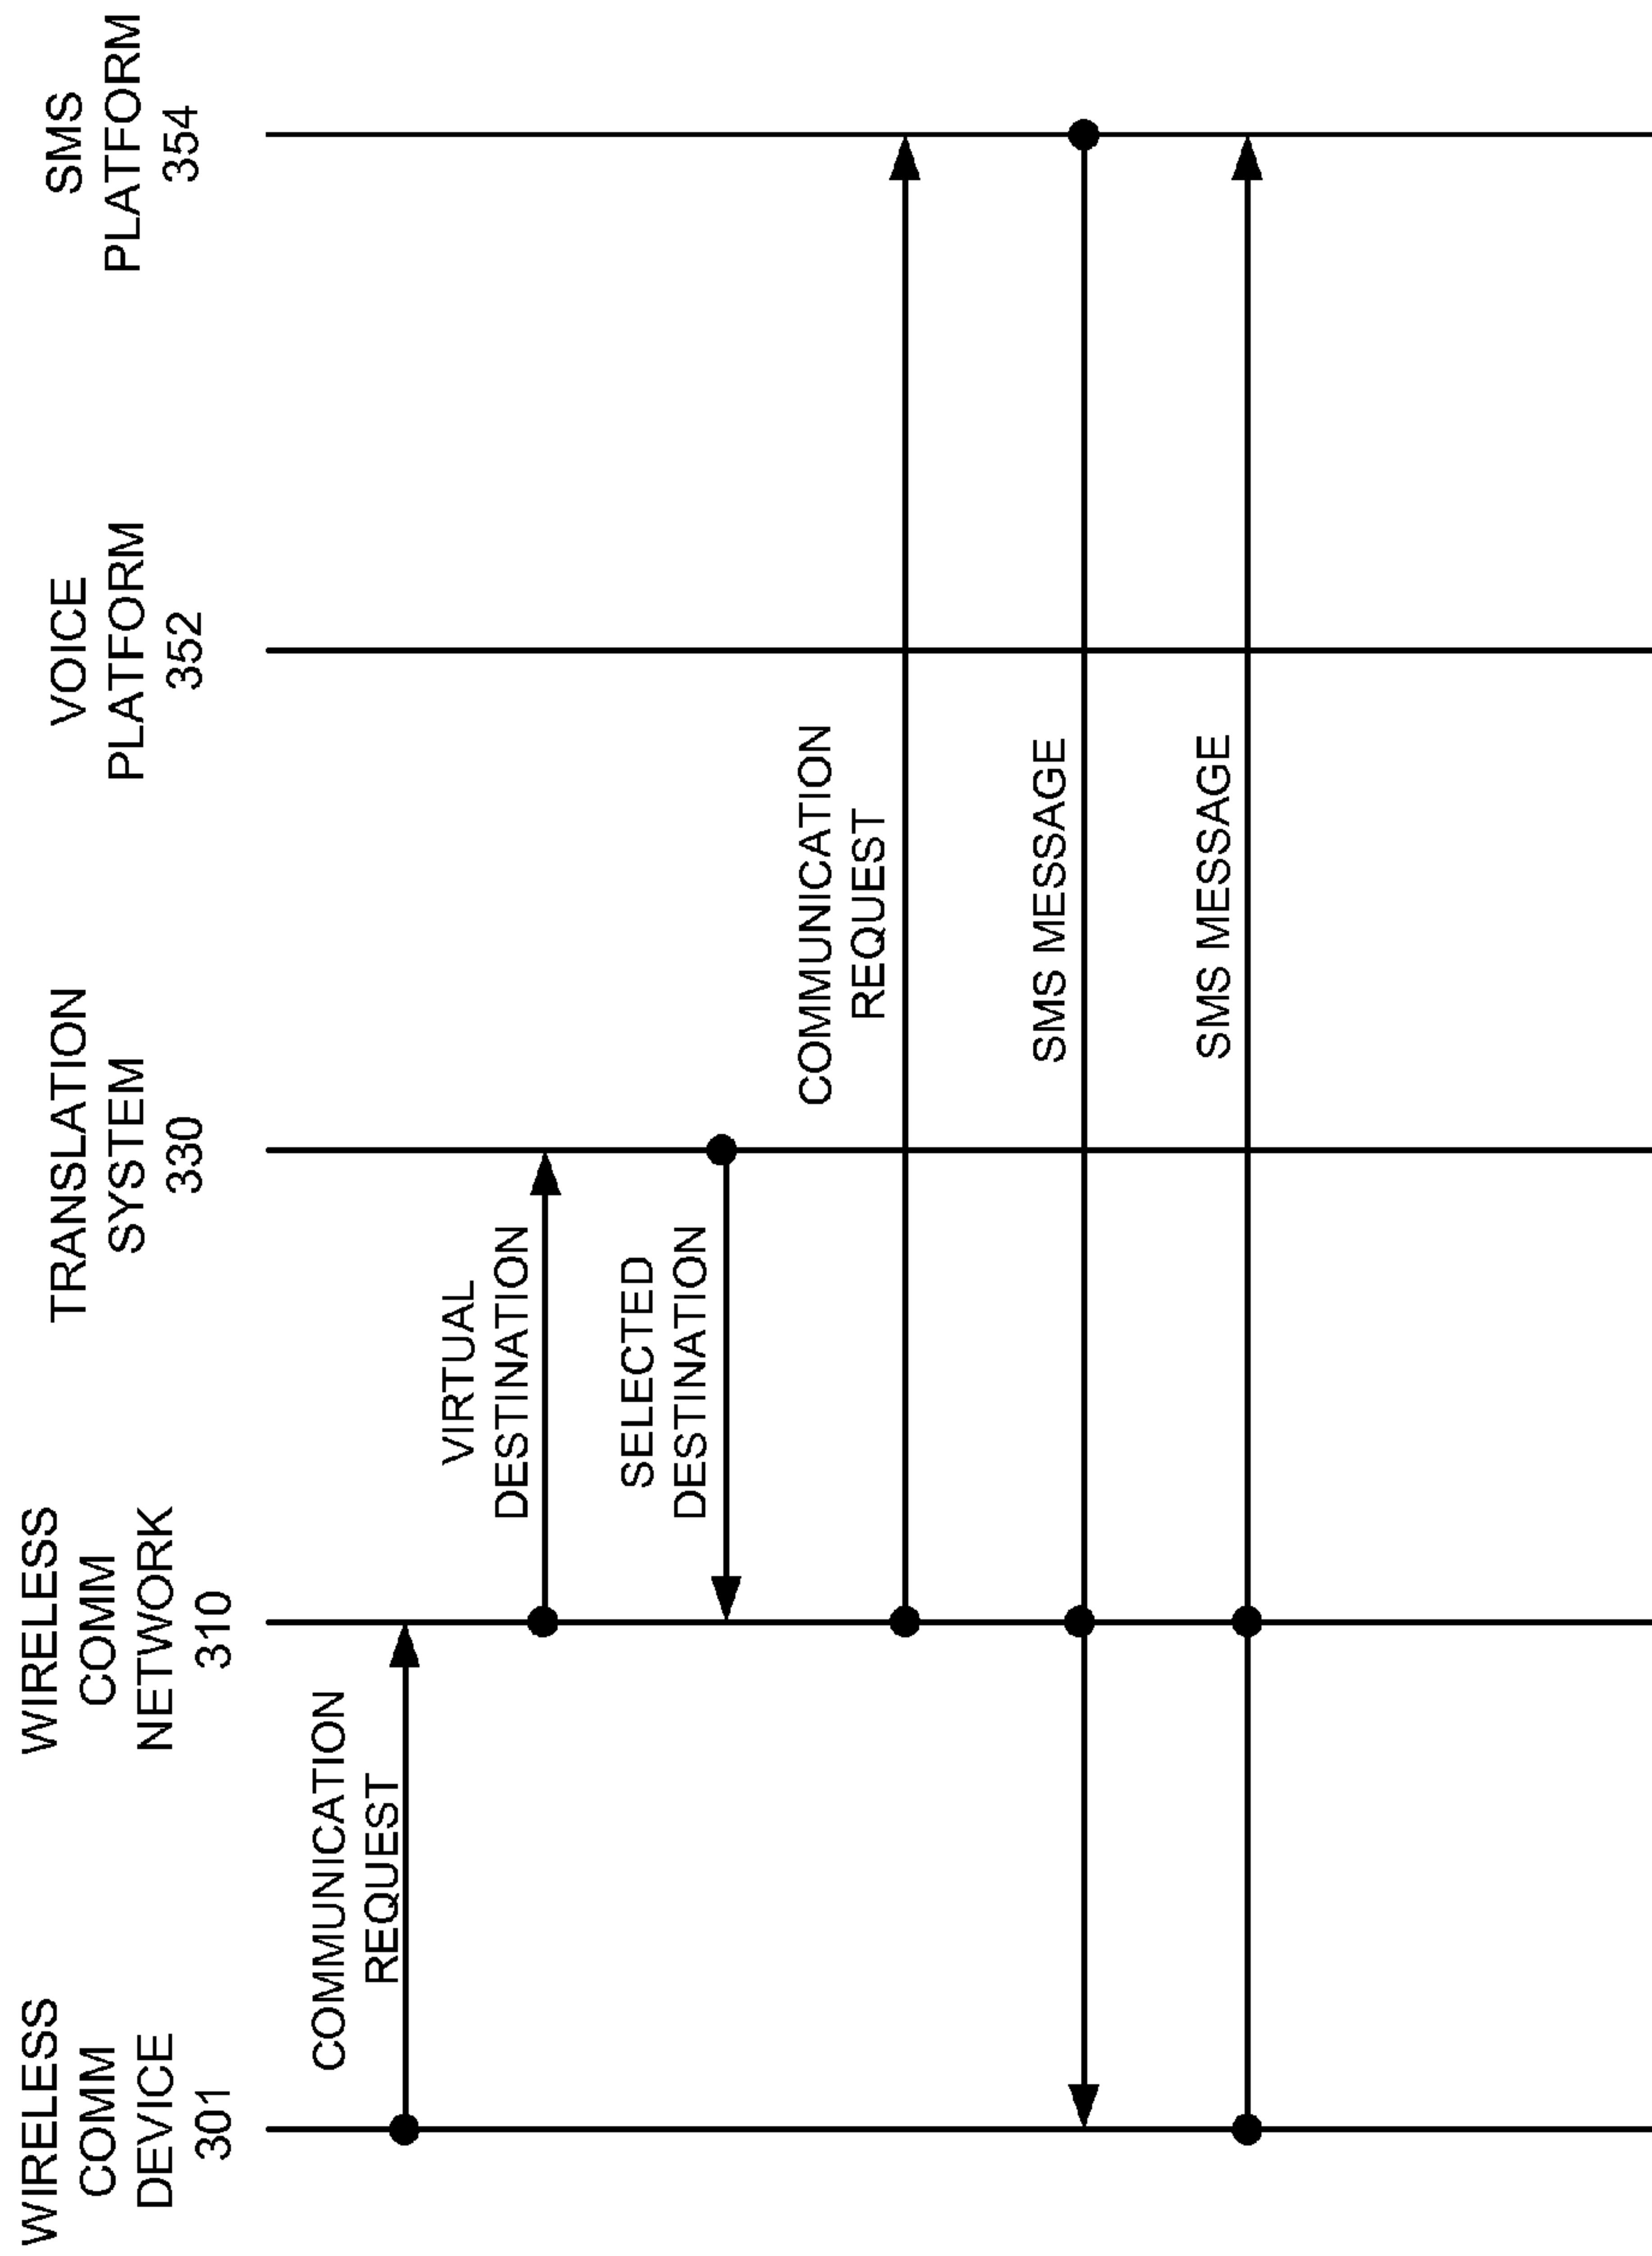 WIRELESS
COMM
DEVICE
301
WIRELESS
COMM
NETWORK
310
TRANSLATION
SYSTEM
330
VOICE
PLATFORM
352
SMS
PLATFORM
354
COMMUNICATION
REQUEST
VIRTUAL
DESTINATION
SELECTED
DESTINATION
COMMUNICATION
REQUEST
SMS MESSAGE
SMS MESSAGE